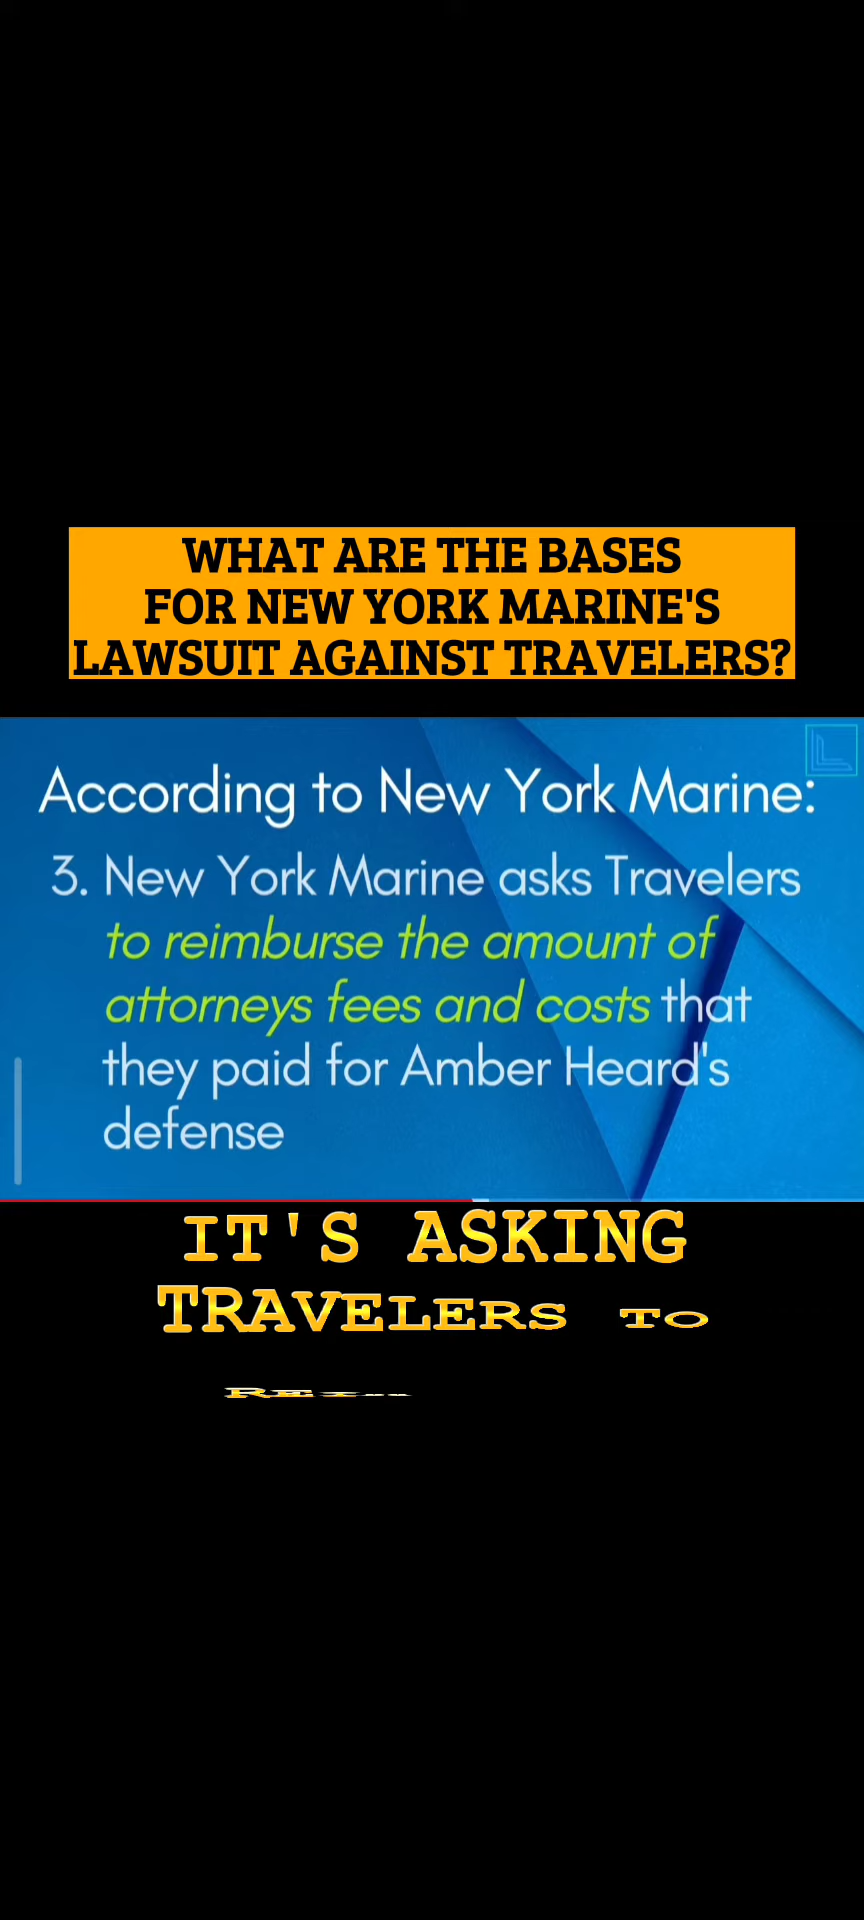 WHAT ARE THE BASES
FOR NEW YORK MARINE'S
LAWSUIT AGAINST TRAVELERS?
According to New York Marine:
3. New York Marine asks Travelers
to reimburse the amount of
attorneys fees and costs that
they paid for Amber Heard's
defense
IT'S ASKING
TRAVELERS TO